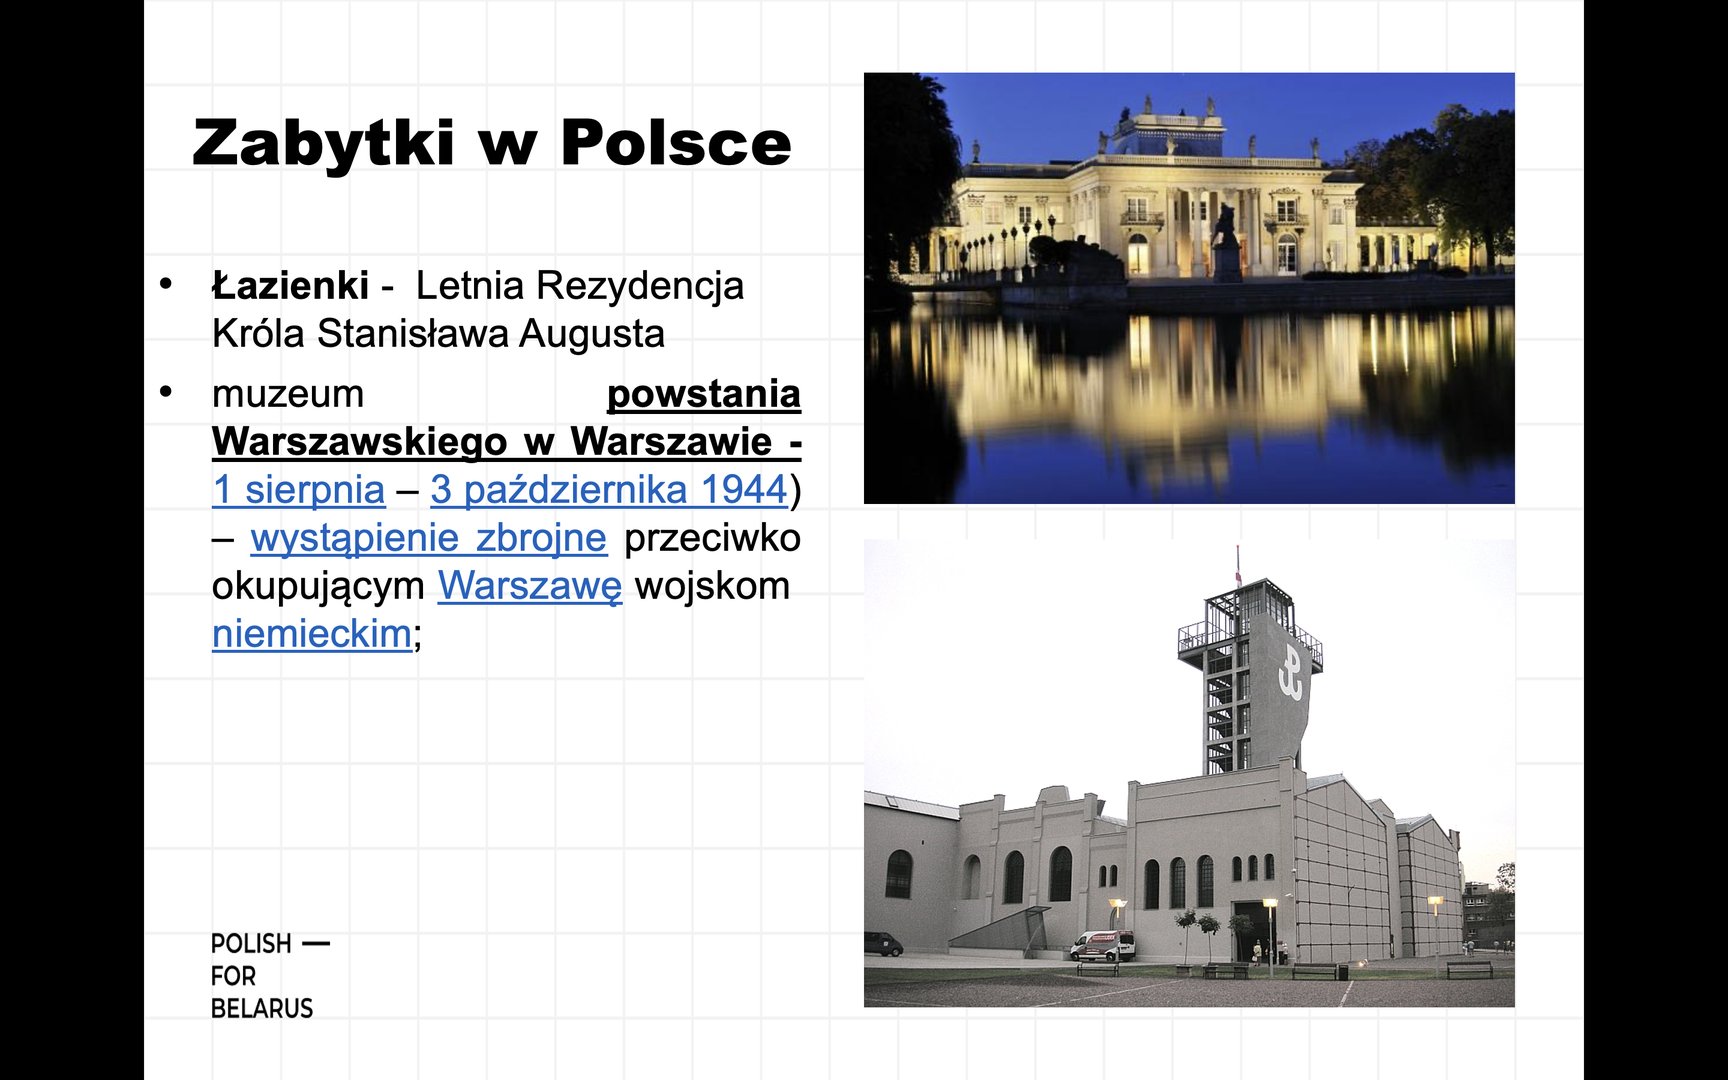 Zabytki w Polsce
• Łazienki -  Letnia Rezydencja
Króla Stanisława Augusta
• muzeum powstania
Warszawskiego w Warszawie -
1 sierpnia – 3 października 1944)
– wystąpienie zbrojne przeciwko
okupującym Warszawę wojskom
niemieckim;
POLISH —
FOR
BELARUS